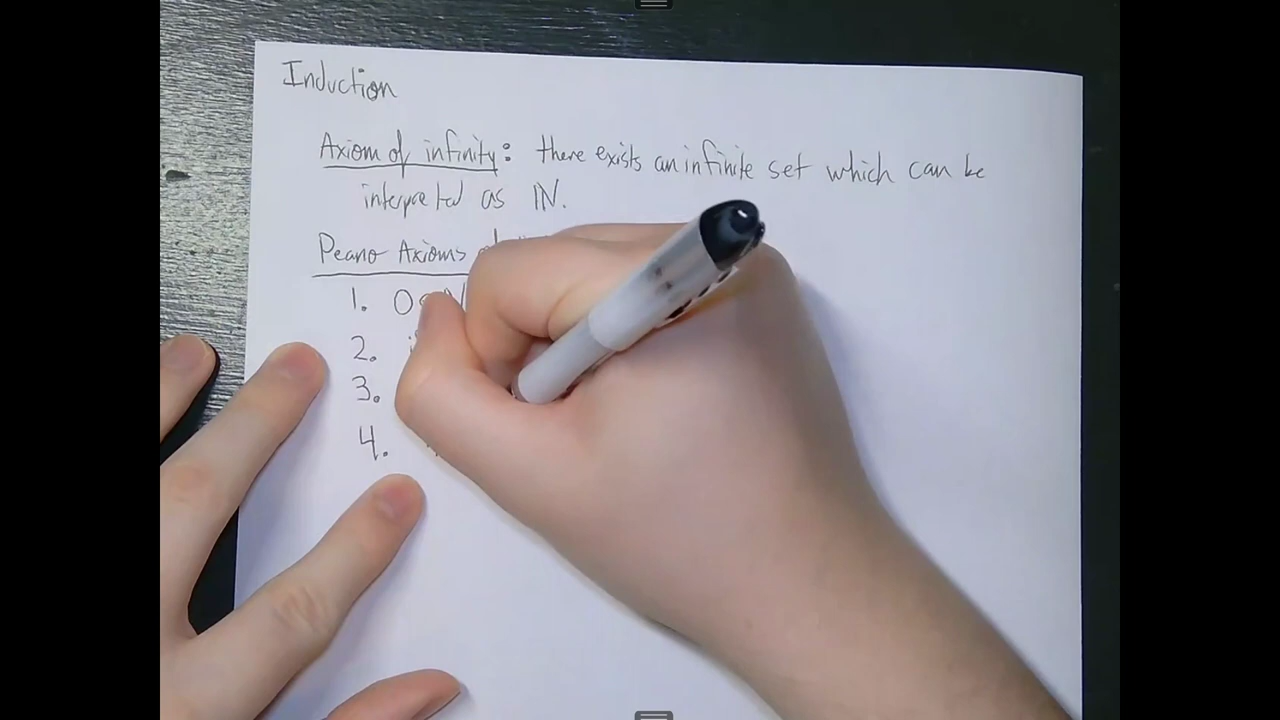 Induction
Axiom of infinity: there exists an infinite set which can be
interpreted as ℕ.
Peano Axioms
1. 0
2.
3.
4.